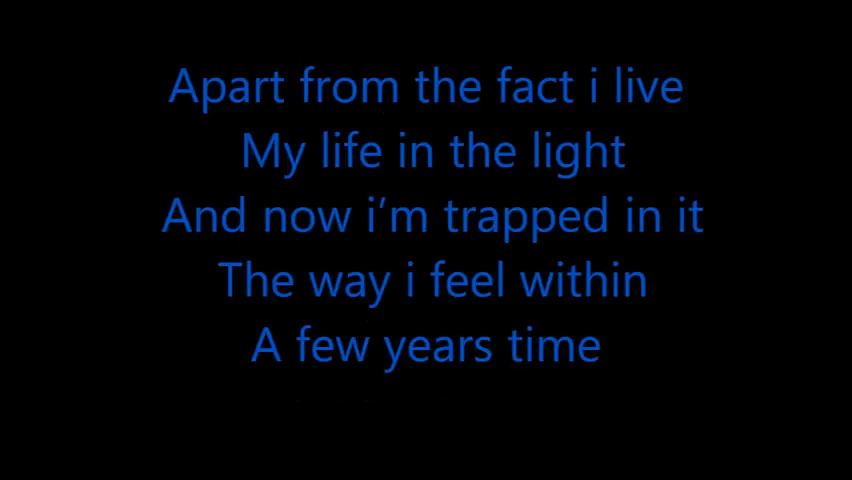 Apart from the fact i live
My life in the light
And now i’m trapped in it
The way i feel within
A few years time